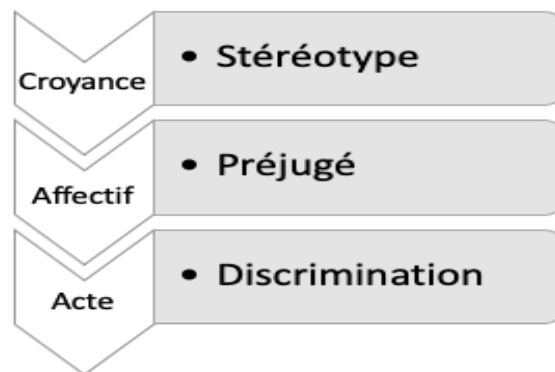 Croyance
• Stéréotype
Affectif
• Préjugé
Acte
• Discrimination